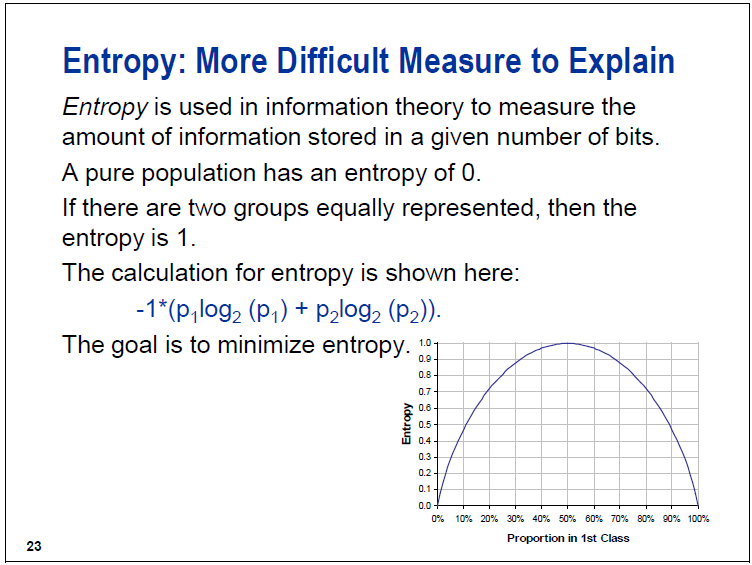 Entropy: More Difficult Measure to Explain
Entropy is used in information theory to measure the
amount of information stored in a given number of bits.
A pure population has an entropy of 0.
If there are two groups equally represented, then the
entropy is 1.
The calculation for entropy is shown here:
-1*(p₁log₂ (p₁) + p₂log₂ (p₂)).
The goal is to minimize entropy.
1.0
0.9
0.8
0.7
0.6
0.5
0.4
0.3
0.2
0.1
0.0
Entropy
0% 10% 20% 30% 40% 50% 60% 70% 80% 90% 100%
Proportion in 1st Class
23